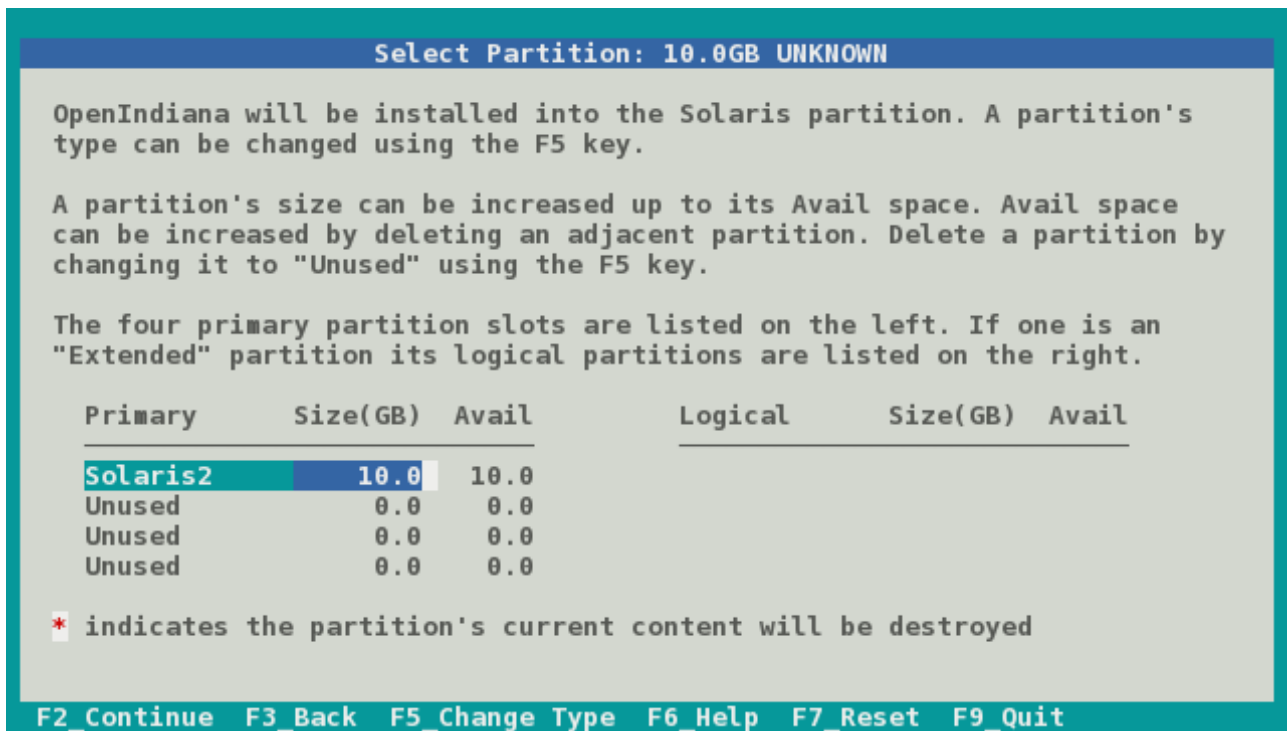 Select Partition: 10.0GB UNKNOWN
OpenIndiana will be installed into the Solaris partition. A partition's
type can be changed using the F5 key.
A partition's size can be increased up to its Avail space. Avail space
can be increased by deleting an adjacent partition. Delete a partition by
changing it to "Unused" using the F5 key.
The four primary partition slots are listed on the left. If one is an
"Extended" partition its logical partitions are listed on the right.
Primary Size(GB) Avail Logical Size(GB) Avail
Solaris2 10.0 10.0
Unused 0.0 0.0
Unused 0.0 0.0
Unused 0.0 0.0
* indicates the partition's current content will be destroyed
F2_Continue F3_Back F5_Change Type F6_Help F7_Reset F9_Quit